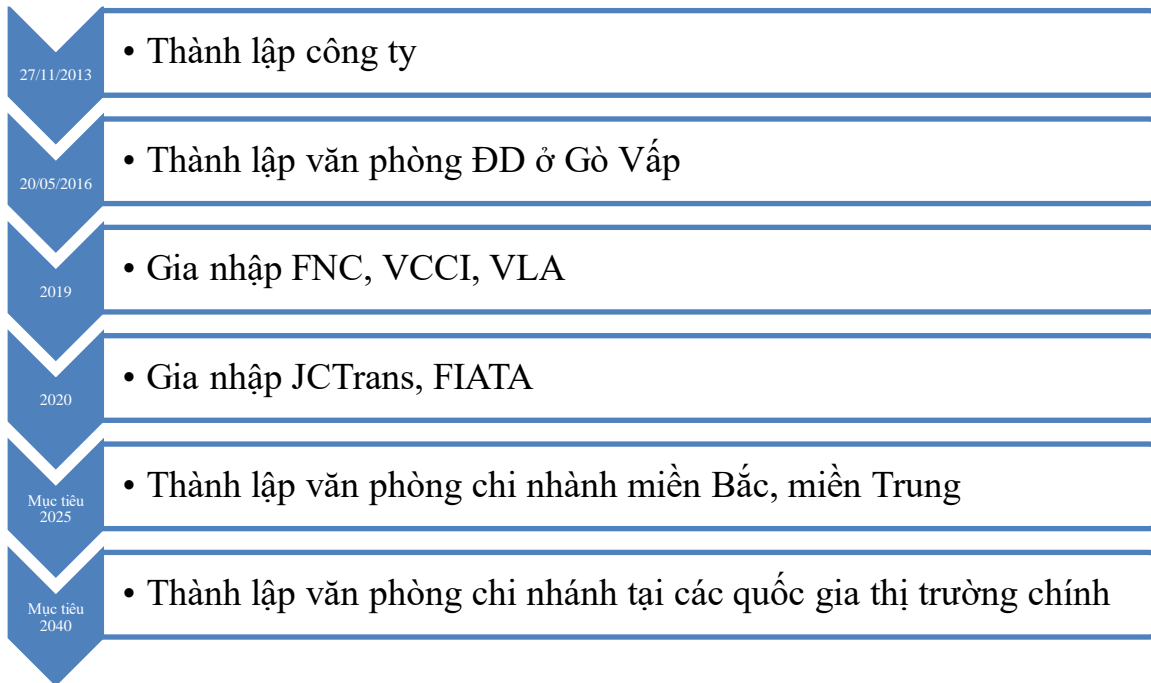 27/11/2013
• Thành lập công ty
20/05/2016
• Thành lập văn phòng ĐD ở Gò Vấp
2019
• Gia nhập FNC, VCCI, VLA
2020
• Gia nhập JCTrans, FIATA
Mục tiêu
2025
• Thành lập văn phòng chi nhành miền Bắc, miền Trung
Mục tiêu
2040
• Thành lập văn phòng chi nhánh tại các quốc gia thị trường chính